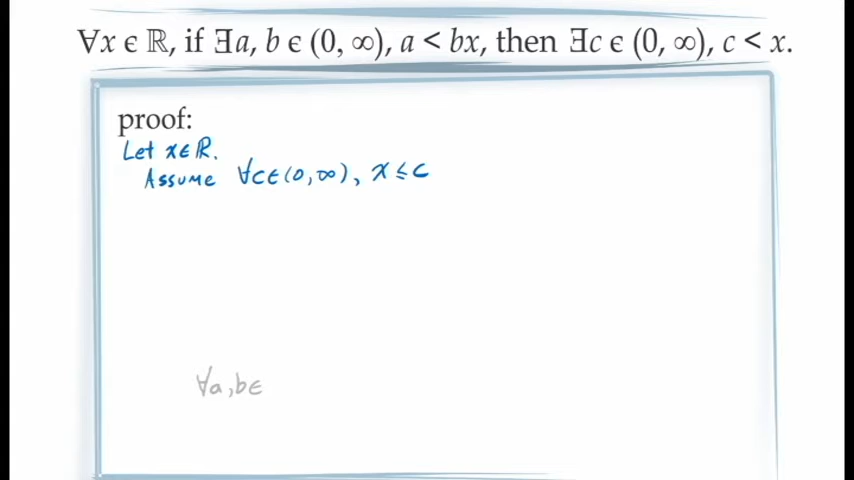 ∀x ϵ ℝ, if ∃a, b ϵ (0, ∞), a < bx, then ∃c ϵ (0, ∞), c < x.
proof:
Let x∈ℝ.
Assume ∀c∈(0,∞), x ≤ c
∀a,b∈